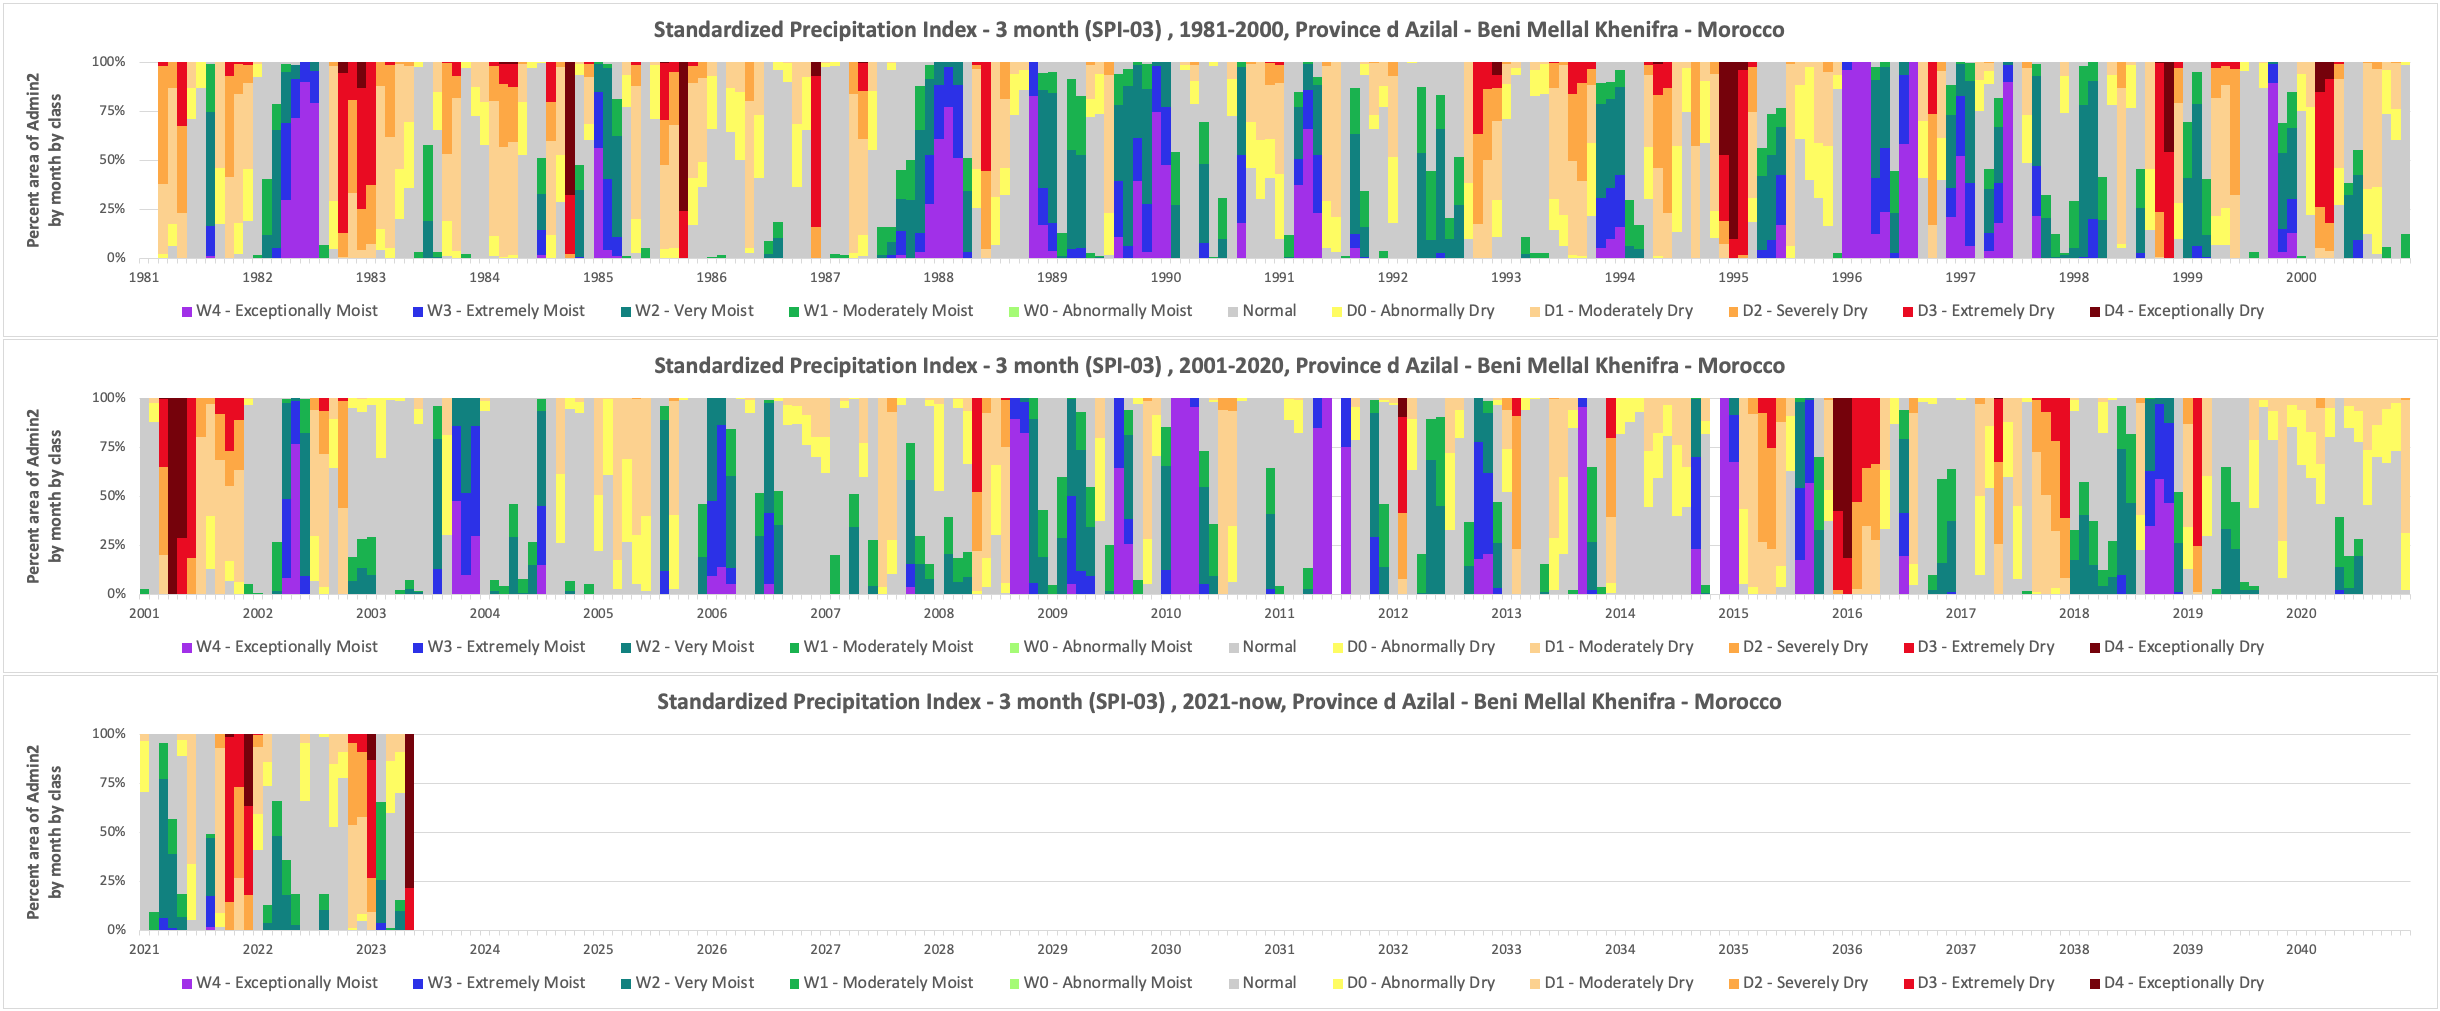 Standardized Precipitation Index - 3 month (SPI-03) , 1981-2000, Province d Azilal - Beni Mellal Khenifra - Morocco
Percent area of Admin2
by month by class
100%
75%
50%
25%
0%
1981 1982 1983 1984 1985 1986 1987 1988 1989 1990 1991 1992 1993 1994 1995 1996 1997 1998 1999 2000
W4 - Exceptionally Moist W3 - Extremely Moist W2 - Very Moist W1 - Moderately Moist W0 - Abnormally Moist Normal D0 - Abnormally Dry D1 - Moderately Dry D2 - Severely Dry D3 - Extremely Dry D4 - Exceptionally Dry
Standardized Precipitation Index - 3 month (SPI-03) , 2001-2020, Province d Azilal - Beni Mellal Khenifra - Morocco
Percent area of Admin2
by month by class
100%
75%
50%
25%
0%
2001 2002 2003 2004 2005 2006 2007 2008 2009 2010 2011 2012 2013 2014 2015 2016 2017 2018 2019 2020
W4 - Exceptionally Moist W3 - Extremely Moist W2 - Very Moist W1 - Moderately Moist W0 - Abnormally Moist Normal D0 - Abnormally Dry D1 - Moderately Dry D2 - Severely Dry D3 - Extremely Dry D4 - Exceptionally Dry
Standardized Precipitation Index - 3 month (SPI-03) , 2021-now, Province d Azilal - Beni Mellal Khenifra - Morocco
Percent area of Admin2
by month by class
100%
75%
50%
25%
0%
2021 2022 2023 2024 2025 2026 2027 2028 2029 2030 2031 2032 2033 2034 2035 2036 2037 2038 2039 2040
W4 - Exceptionally Moist W3 - Extremely Moist W2 - Very Moist W1 - Moderately Moist W0 - Abnormally Moist Normal D0 - Abnormally Dry D1 - Moderately Dry D2 - Severely Dry D3 - Extremely Dry D4 - Exceptionally Dry